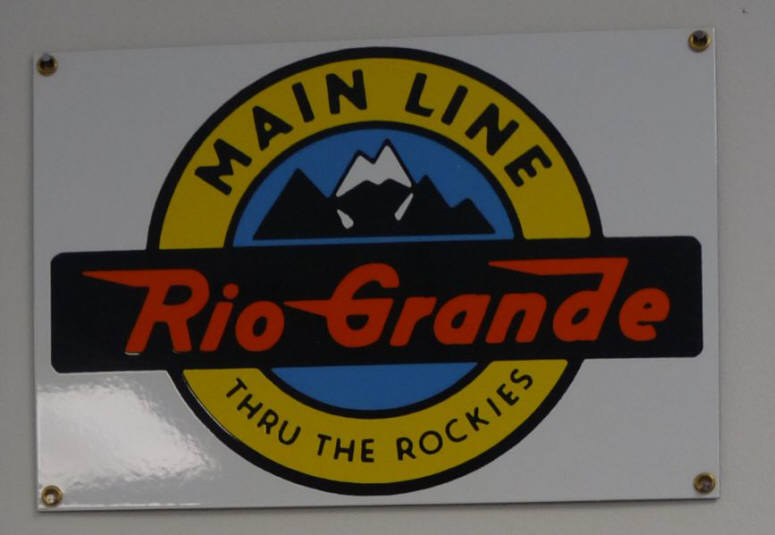 MAIN LINE
Rio Grande
THRU THE ROCKIES